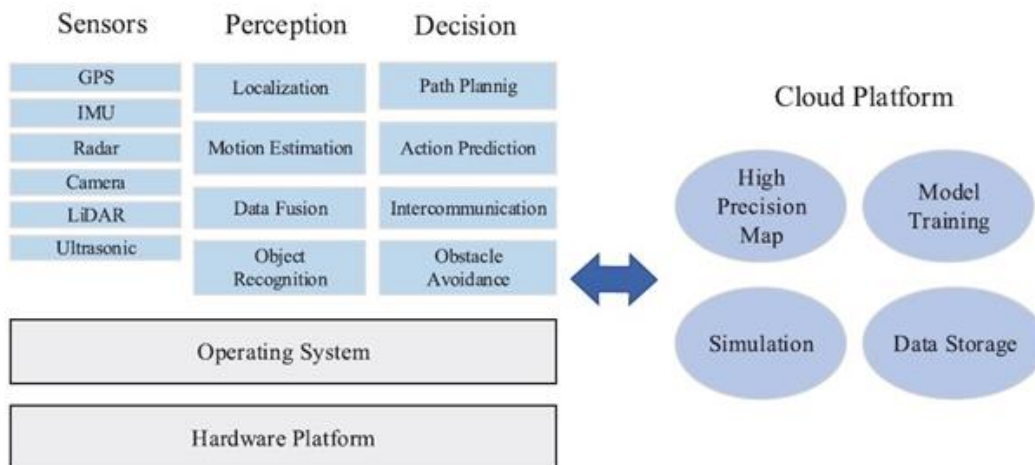 Sensors
GPS
IMU
Radar
Camera
LiDAR
Ultrasonic
Perception
Localization
Motion Estimation
Data Fusion
Object
Recognition
Decision
Path Plannig
Action Prediction
Intercommunication
Obstacle
Avoidance
Operating System
Hardware Platform
Cloud Platform
High
Precision
Map
Model
Training
Simulation
Data Storage